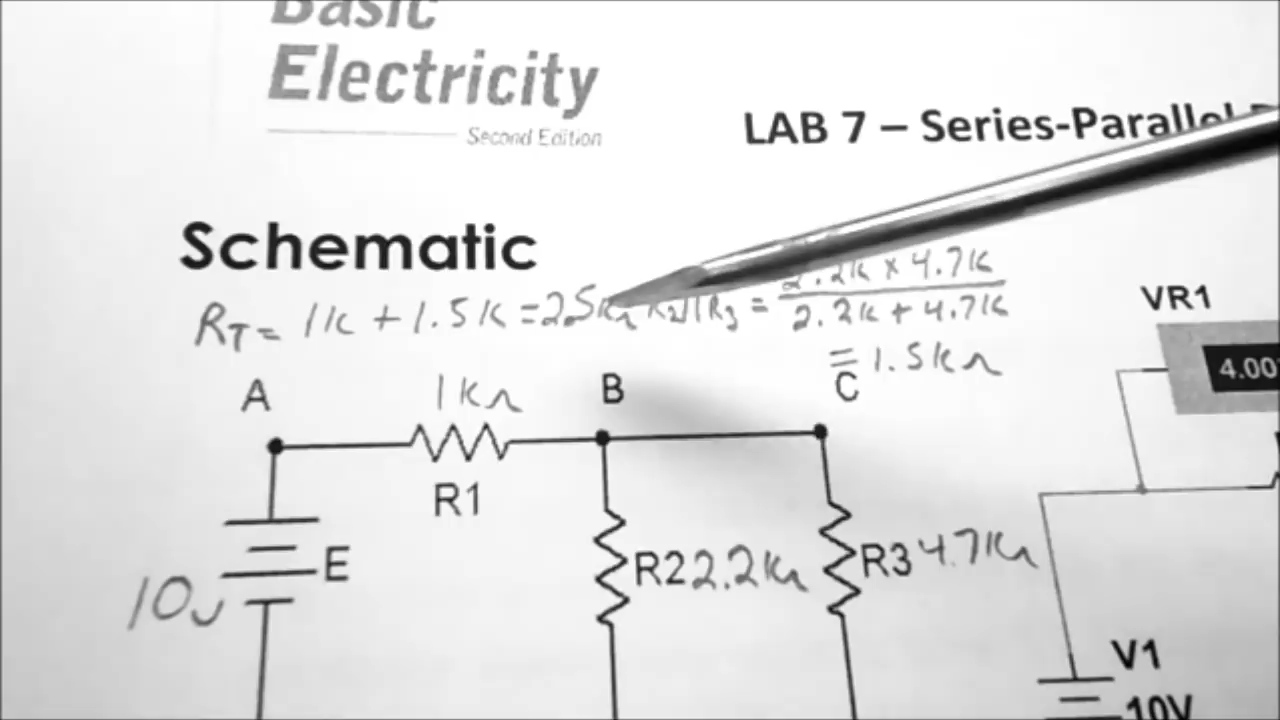 Basic
Electricity
Second Edition
LAB 7 – Series-Parallel
Schematic
RT = 1K + 1.5K = 2.5KΩ R2||R3 = 2.2K × 4.7K
2.2K + 4.7K
= 1.5KΩ
VR1
4.00
A
1KΩ
B
C
R1
E
10V
R2 2.2KΩ
R3 4.7KΩ
V1
10V